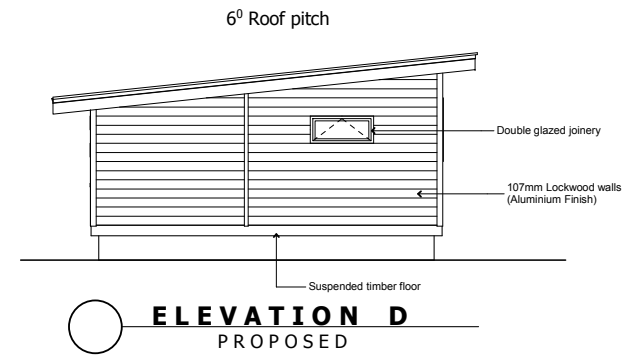 6⁰ Roof pitch
Double glazed joinery
107mm Lockwood walls
(Aluminium Finish)
Suspended timber floor
ELEVATION D
PROPOSED